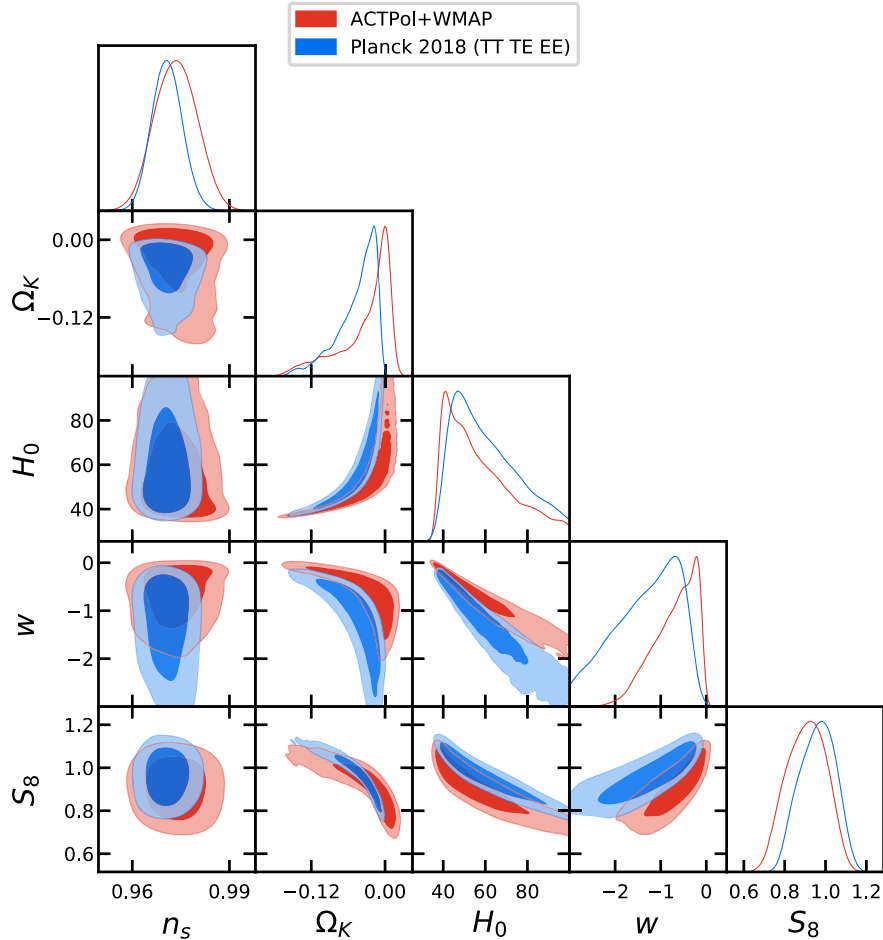 ACTPol+WMAP
Planck 2018 (TT TE EE)
0.00
−0.12
Ω_K
80
60
40
H_0
0
−1
−2
w
1.2
1.0
0.8
0.6
S_8
0.96 0.99
−0.12 0.00
40 60 80
−2 −1 0
0.6 0.8 1.0 1.2
n_s Ω_K H_0 w S_8